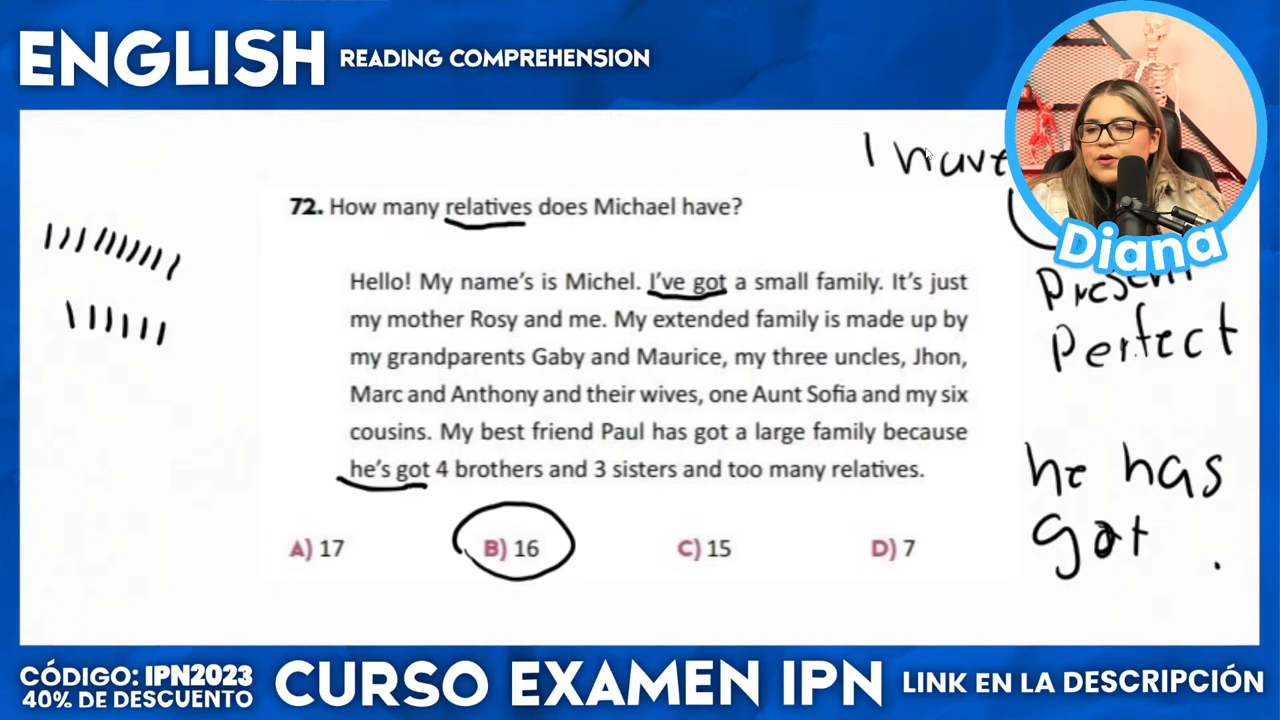 ENGLISH READING COMPREHENSION
I have
72. How many relatives does Michael have?
Diana
Hello! My name's is Michel. I've got a small family. It's just
my mother Rosy and me. My extended family is made up by
my grandparents Gaby and Maurice, my three uncles, Jhon,
Marc and Anthony and their wives, one Aunt Sofia and my six
cousins. My best friend Paul has got a large family because
he's got 4 brothers and 3 sisters and too many relatives.
Present
Perfect
he has
got .
A) 17 B) 16 C) 15 D) 7
CÓDIGO: IPN2023
40% DE DESCUENTO
CURSO EXAMEN IPN
LINK EN LA DESCRIPCIÓN